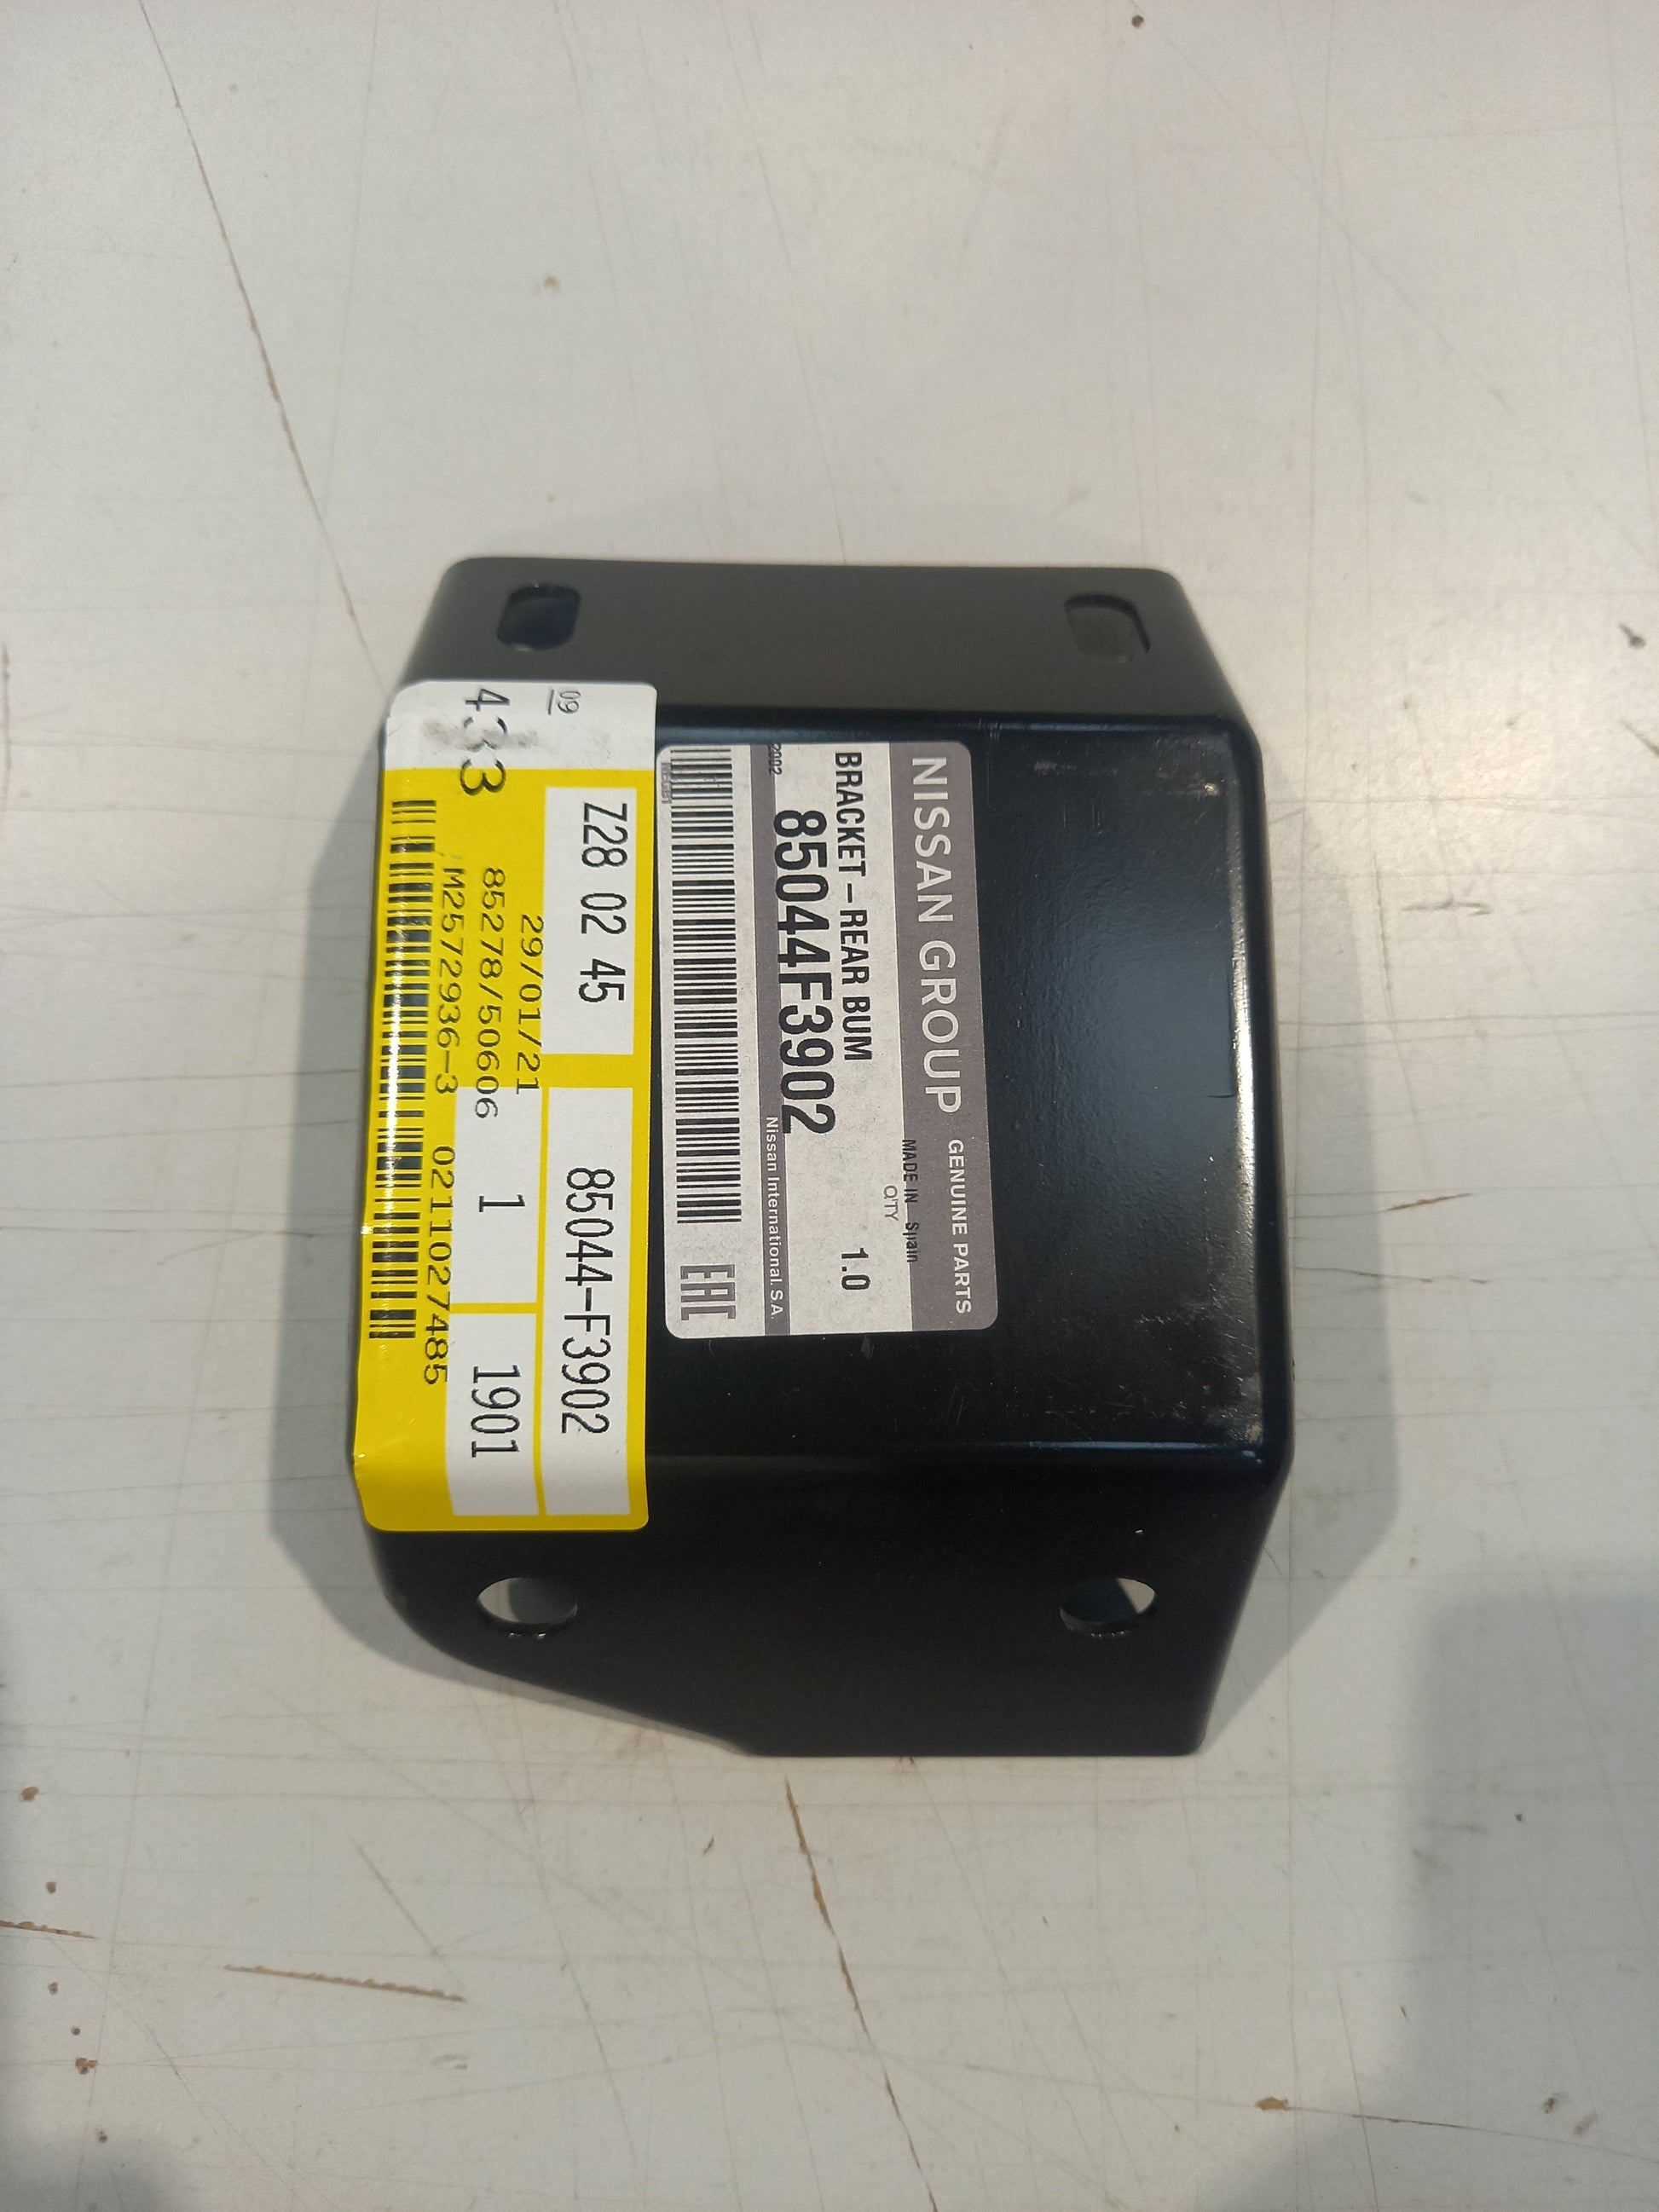 NISSAN GROUP GENUINE PARTS
MADE IN Spain
QTY
BRACKET-REAR BUM 1.0
85044F3902
2002
Nissan International. S.A.
EAC
09
433
Z28 02 45 85044-F3902
29/01/21
85278/50606 1 1901
M2572936-3 0211027485